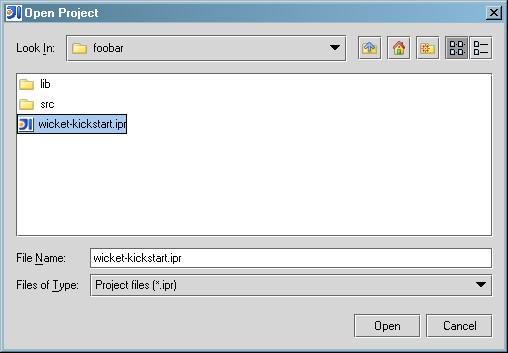 Open Project
Look In: foobar
lib
src
wicket-kickstart.ipr
File Name: wicket-kickstart.ipr
Files of Type: Project files (*.ipr)
Open Cancel